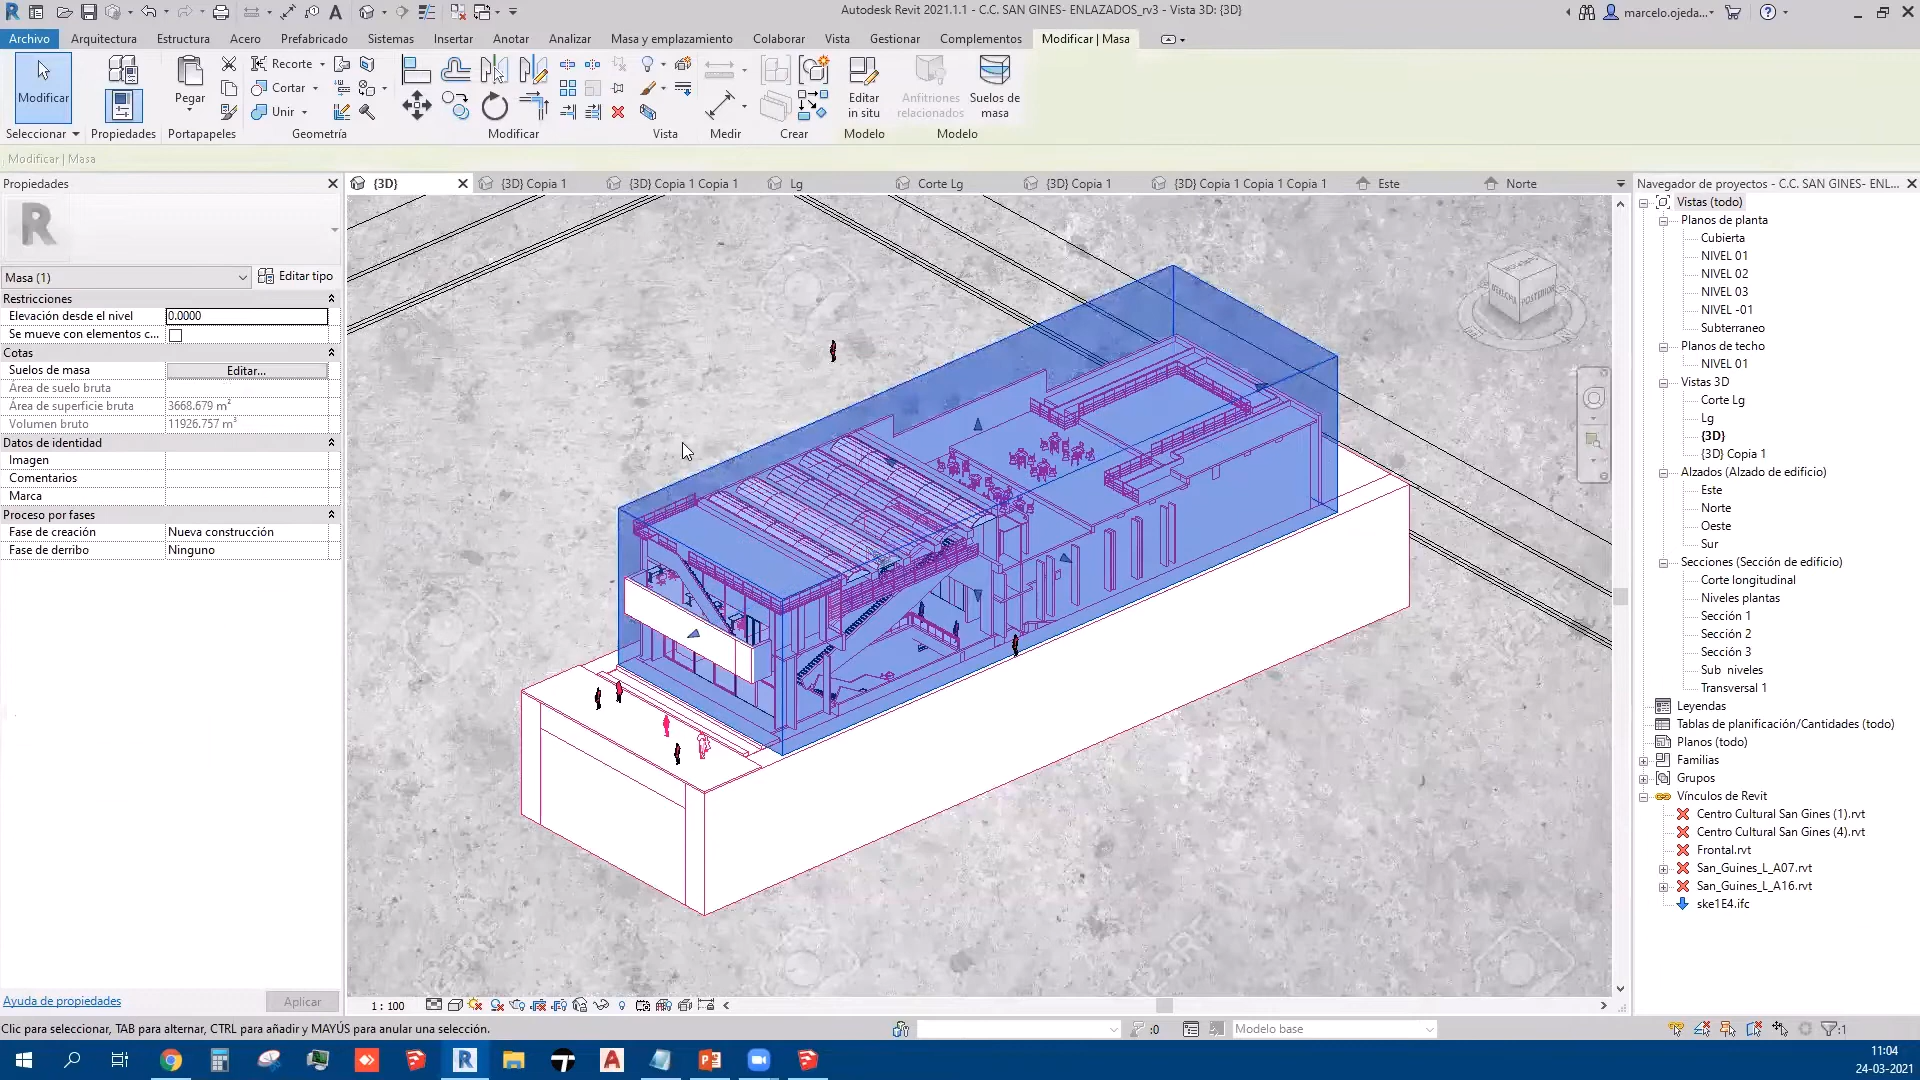 Autodesk Revit 2021.1.1 - C.C. SAN GINES- ENLAZADOS_rv3 - Vista 3D: {3D}
marcelo.ojeda...
Archivo Arquitectura Estructura Acero Prefabricado Sistemas Insertar Anotar Analizar Masa y emplazamiento Colaborar Vista Gestionar Complementos Modificar | Masa
Modificar
Pegar
Recorte
Cortar
Unir
Editar in situ
Anfitriones relacionados
Suelos de masa
Seleccionar Propiedades Portapapeles Geometría Modificar Vista Medir Crear Modelo Modelo
Modificar | Masa
Propiedades
{3D} {3D} Copia 1 {3D} Copia 1 Copia 1 Lg Corte Lg {3D} Copia 1 {3D} Copia 1 Copia 1 Copia 1 Este Norte
R
Masa (1)
Editar tipo
Restricciones
Elevación desde el nivel 0.0000
Se mueve con elementos c...
Cotas
Suelos de masa Editar...
Área de suelo bruta
Área de superficie bruta 3668.679 m²
Volumen bruto 11926.757 m³
Datos de identidad
Imagen
Comentarios
Marca
Proceso por fases
Fase de creación Nueva construcción
Fase de derribo Ninguno
Ayuda de propiedades
Aplicar
POSTERIOR
Navegador de proyectos - C.C. SAN GINES- ENL...
Vistas (todo)
Planos de planta
Cubierta
NIVEL 01
NIVEL 02
NIVEL 03
NIVEL -01
Subterraneo
Planos de techo
NIVEL 01
Vistas 3D
Corte Lg
Lg
{3D}
{3D} Copia 1
Alzados (Alzado de edificio)
Este
Norte
Oeste
Sur
Secciones (Sección de edificio)
Corte longitudinal
Niveles plantas
Sección 1
Sección 2
Sección 3
Sub niveles
Transversal 1
Leyendas
Tablas de planificación/Cantidades (todo)
Planos (todo)
Familias
Grupos
Vínculos de Revit
Centro Cultural San Gines (1).rvt
Centro Cultural San Gines (4).rvt
Frontal.rvt
San_Guines_L_A07.rvt
San_Guines_L_A16.rvt
ske1E4.ifc
1 : 100
Clic para seleccionar, TAB para alternar, CTRL para añadir y MAYÚS para anular una selección.
:0
Modelo base
:1
11:04
24-03-2021